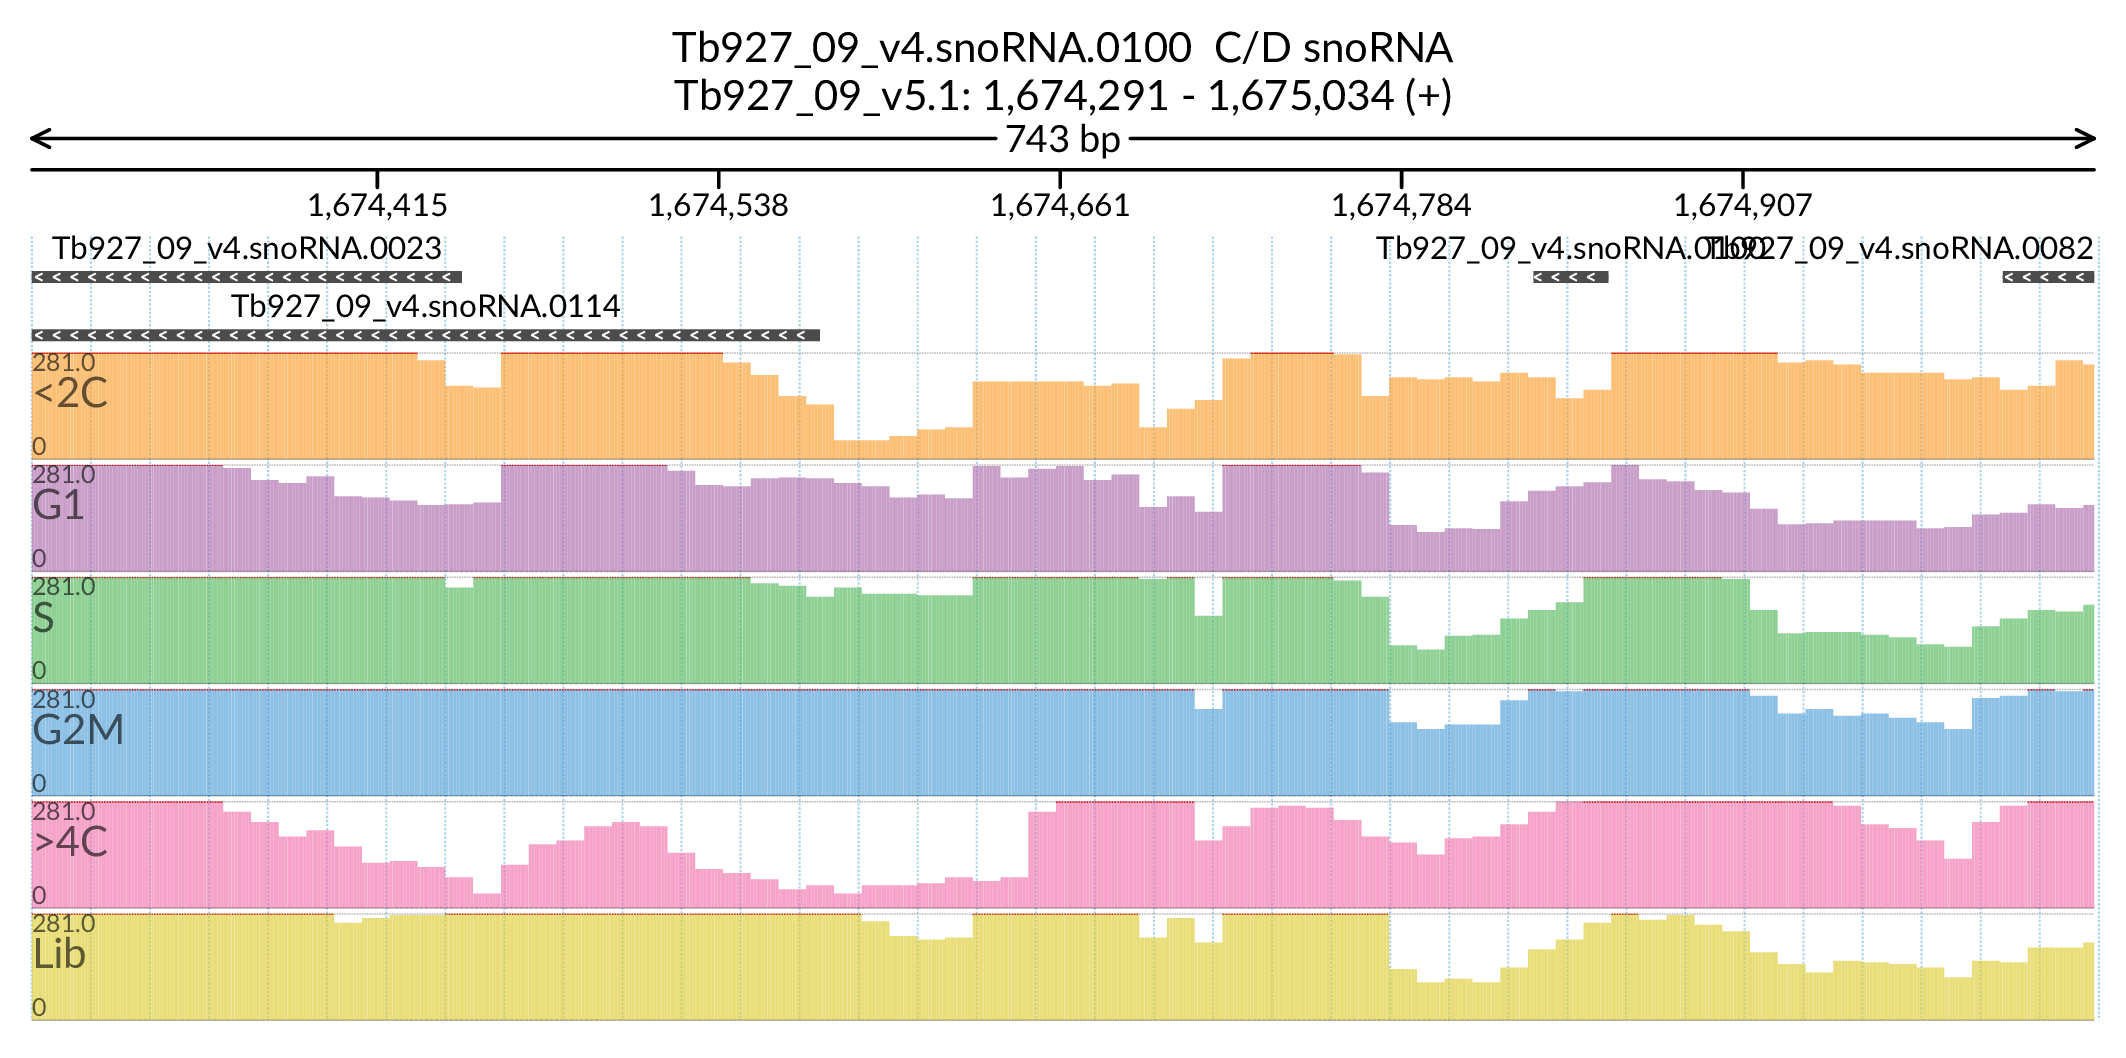 Tb927_09_v4.snoRNA.0100 C/D snoRNA
Tb927_09_v5.1: 1,674,291 - 1,675,034 (+)
743 bp
1,674,415 1,674,538 1,674,661 1,674,784 1,674,907
Tb927_09_v4.snoRNA.0023 Tb927_09_v4.snoRNA.0100 Tb927_09_v4.snoRNA.0082
Tb927_09_v4.snoRNA.0114
281.0
<2C
0
281.0
G1
0
281.0
S
0
281.0
G2M
0
281.0
>4C
0
281.0
Lib
0